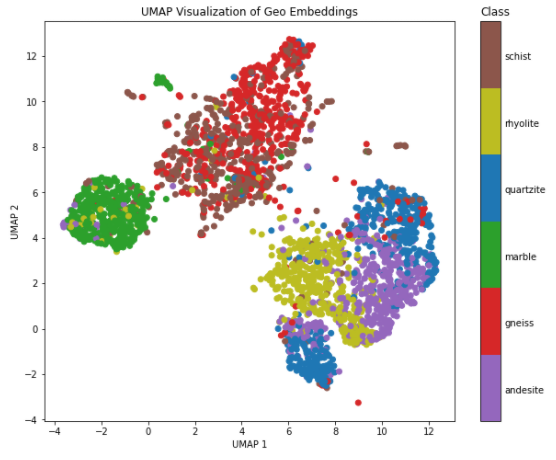 UMAP Visualization of Geo Embeddings
Class
schist
rhyolite
quartzite
marble
gneiss
andesite
UMAP 2
12
10
8
6
4
2
0
−2
−4
−4
−2
0
2
4
6
8
10
12
UMAP 1